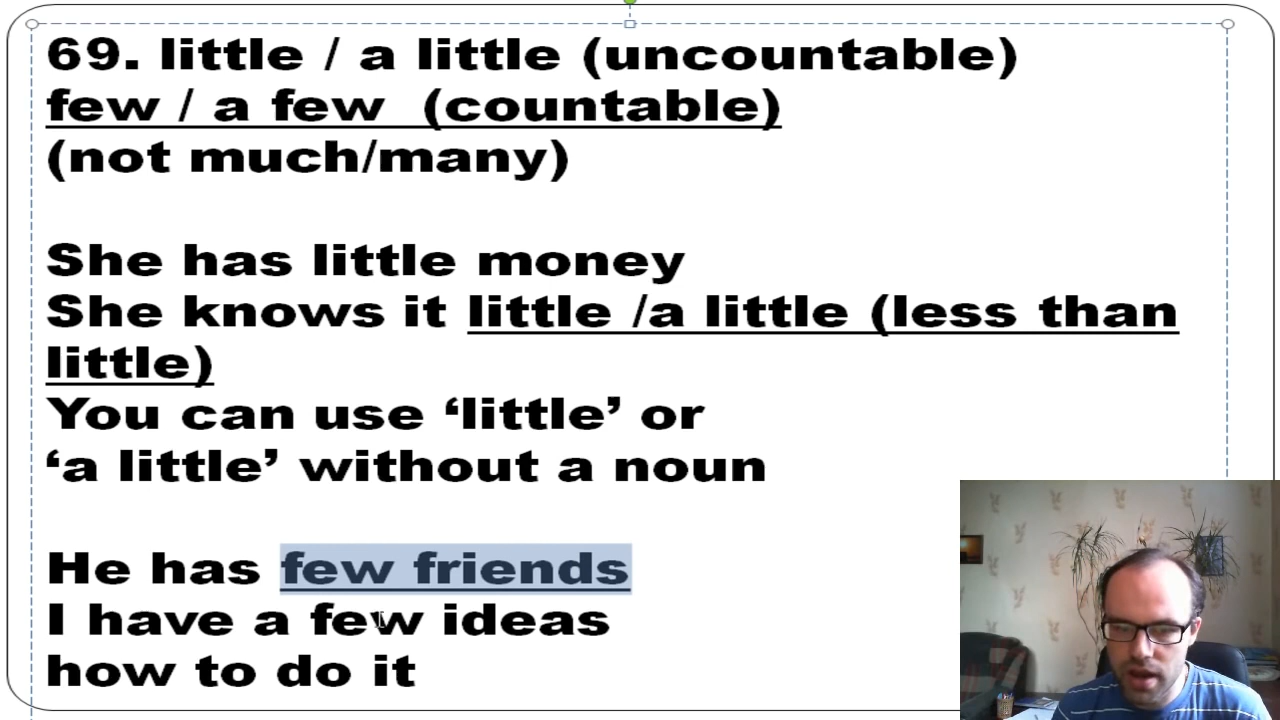 69. little / a little (uncountable)
few / a few (countable)
(not much/many)
She has little money
She knows it little /a little (less than
little)
You can use ‘little’ or
‘a little’ without a noun
He has few friends
I have a few ideas
how to do it